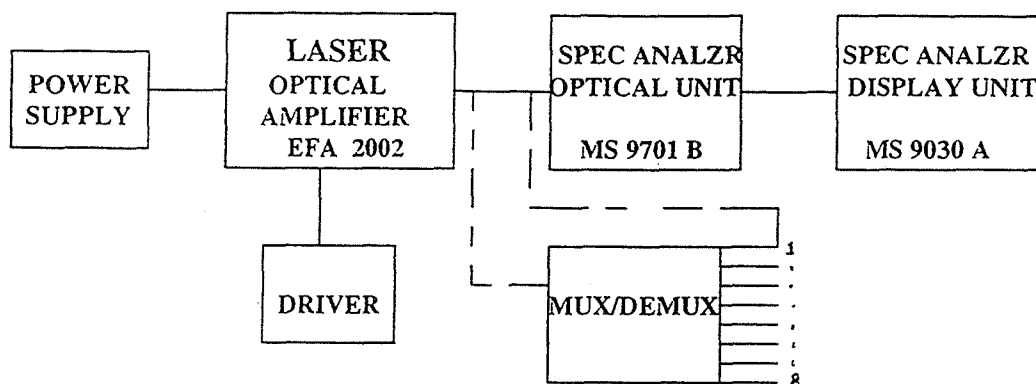 POWER
SUPPLY
LASER
OPTICAL
AMPLIFIER
EFA 2002
SPEC ANALZR
OPTICAL UNIT
MS 9701 B
SPEC ANALZR
DISPLAY UNIT
MS 9030 A
DRIVER
MUX/DEMUX
1
8